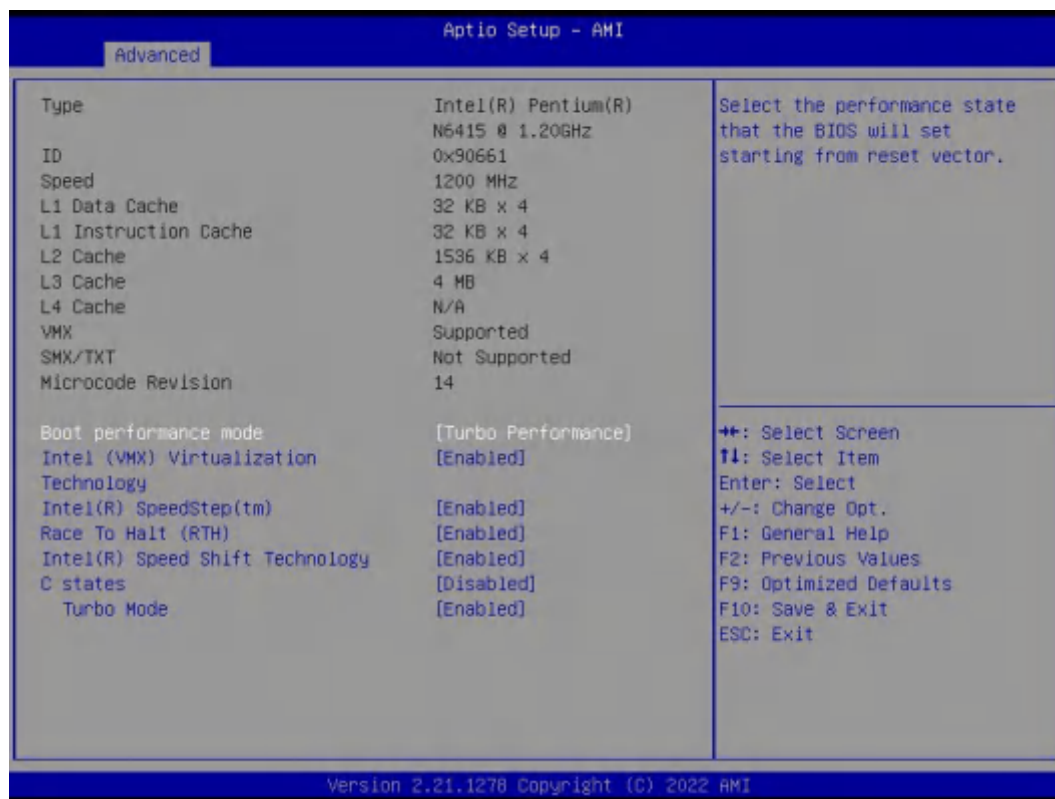 Aptio Setup - AMI
Advanced
Type Intel(R) Pentium(R)
N6415 @ 1.20GHz
ID 0x90661
Speed 1200 MHz
L1 Data Cache 32 KB x 4
L1 Instruction Cache 32 KB x 4
L2 Cache 1536 KB x 4
L3 Cache 4 MB
L4 Cache N/A
VMX Supported
SMX/TXT Not Supported
Microcode Revision 14
Boot performance mode [Turbo Performance]
Intel (VMX) Virtualization [Enabled]
Technology
Intel(R) SpeedStep(tm) [Enabled]
Race To Halt (RTH) [Enabled]
Intel(R) Speed Shift Technology [Enabled]
C states [Disabled]
Turbo Mode [Enabled]
Select the performance state
that the BIOS will set
starting from reset vector.
→←: Select Screen
↑↓: Select Item
Enter: Select
+/-: Change Opt.
F1: General Help
F2: Previous Values
F9: Optimized Defaults
F10: Save & Exit
ESC: Exit
Version 2.21.1278 Copyright (C) 2022 AMI